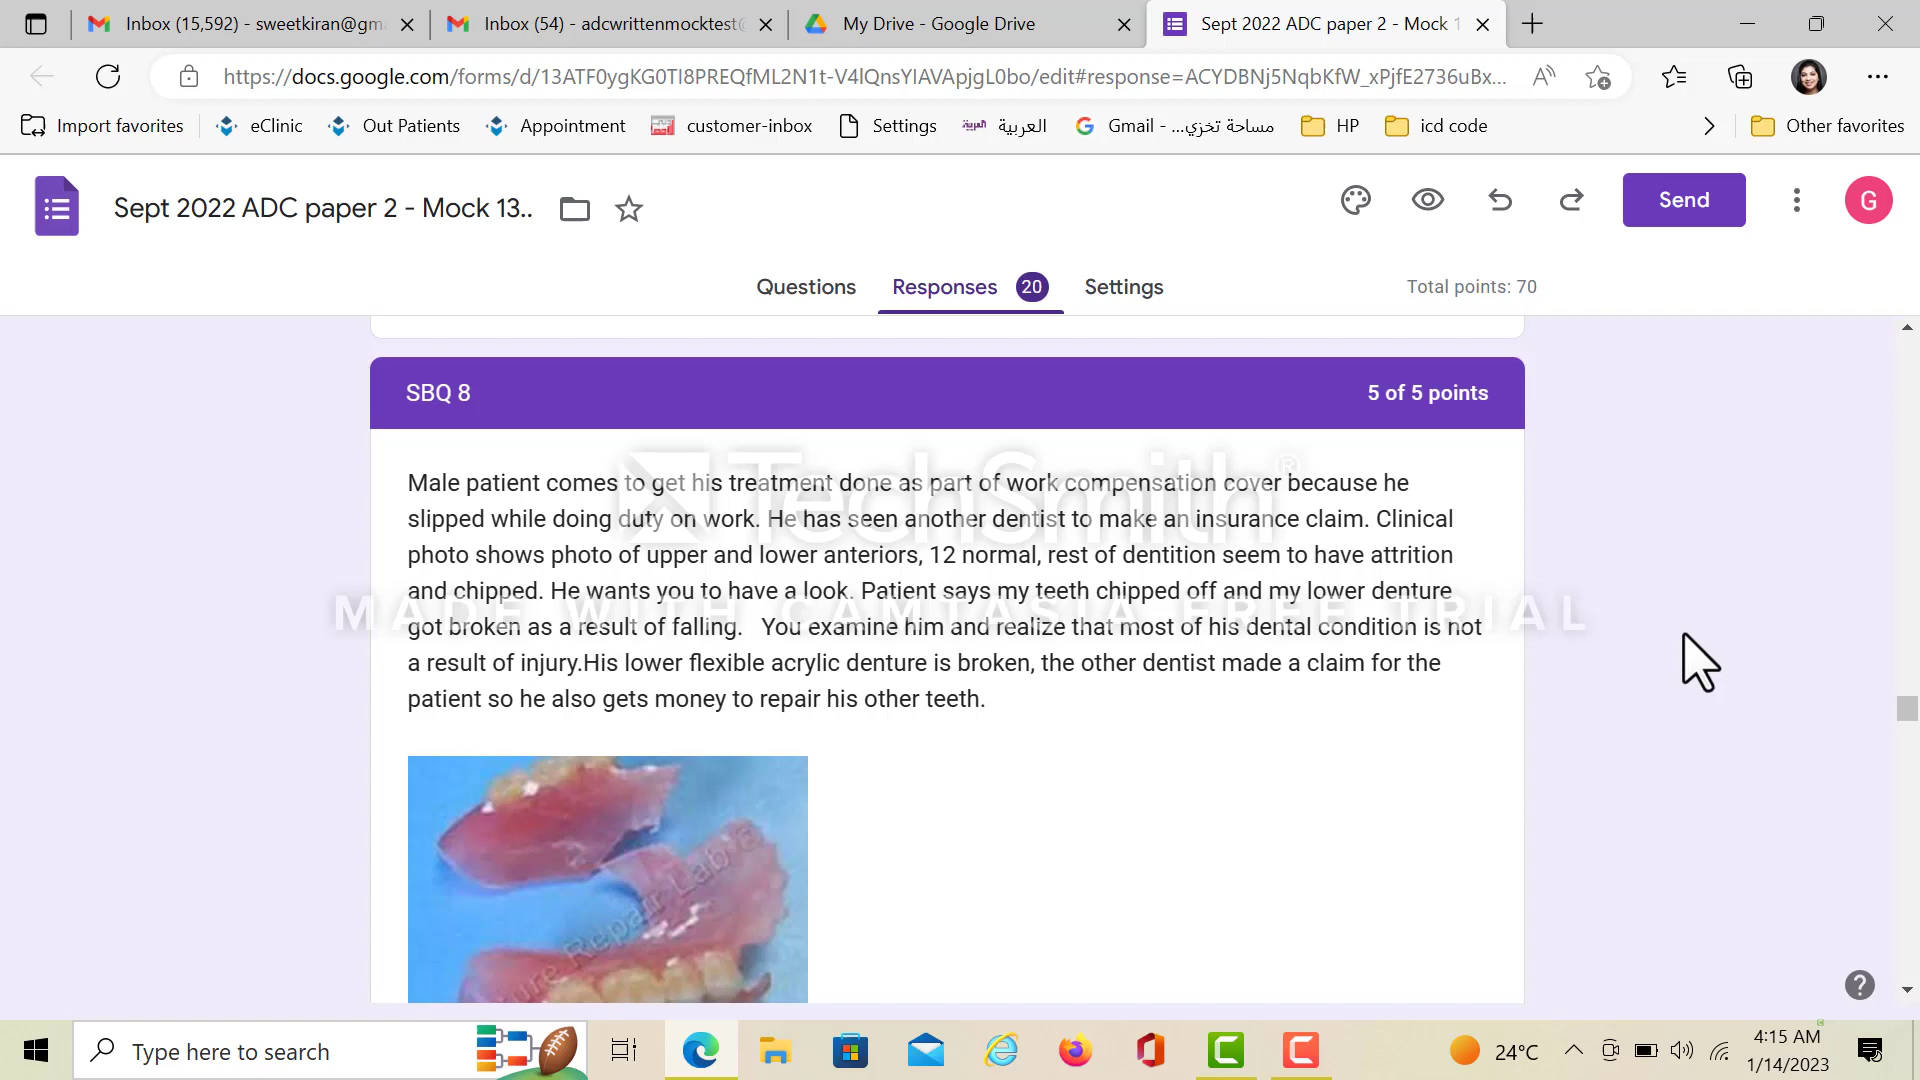 Inbox (15,592) - sweetkiran@gm
Inbox (54) - adcwrittenmocktest
My Drive - Google Drive
Sept 2022 ADC paper 2 - Mock 1
https://docs.google.com/forms/d/13ATF0ygKG0TI8PREQfML2N1t-V4lQnsYIAVApjgL0bo/edit#response=ACYDBNj5NqbKfW_xPjfE2736uBx...
Import favorites
eClinic
Out Patients
Appointment
customer-inbox
Settings
العربية
Gmail - مساحة تخزي...
HP
icd code
Other favorites
Sept 2022 ADC paper 2 - Mock 13..
Send
G
Questions
Responses 20
Settings
Total points: 70
SBQ 8
5 of 5 points
TechSmith®
MADE WITH CAMTASIA FREE TRIAL
Male patient comes to get his treatment done as part of work compensation cover because he
slipped while doing duty on work. He has seen another dentist to make an insurance claim. Clinical
photo shows photo of upper and lower anteriors, 12 normal, rest of dentition seem to have attrition
and chipped. He wants you to have a look. Patient says my teeth chipped off and my lower denture
got broken as a result of falling.   You examine him and realize that most of his dental condition is not
a result of injury.His lower flexible acrylic denture is broken, the other dentist made a claim for the
patient so he also gets money to repair his other teeth.
Repair Lab
Type here to search
24°C
4:15 AM
1/14/2023